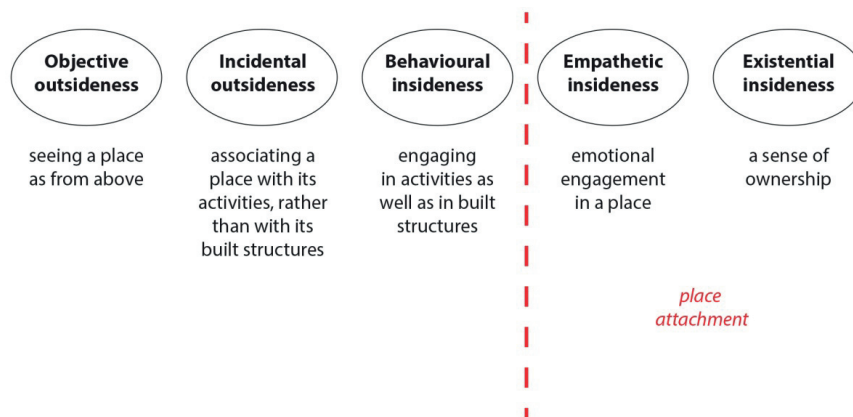 Objective
outsideness
Incidental
outsideness
Behavioural
insideness
Empathetic
insideness
Existential
insideness
seeing a place
as from above
associating a
place with its
activities, rather
than with its
built structures
engaging
in activities as
well as in built
structures
emotional
engagement
in a place
a sense of
ownership
place
attachment